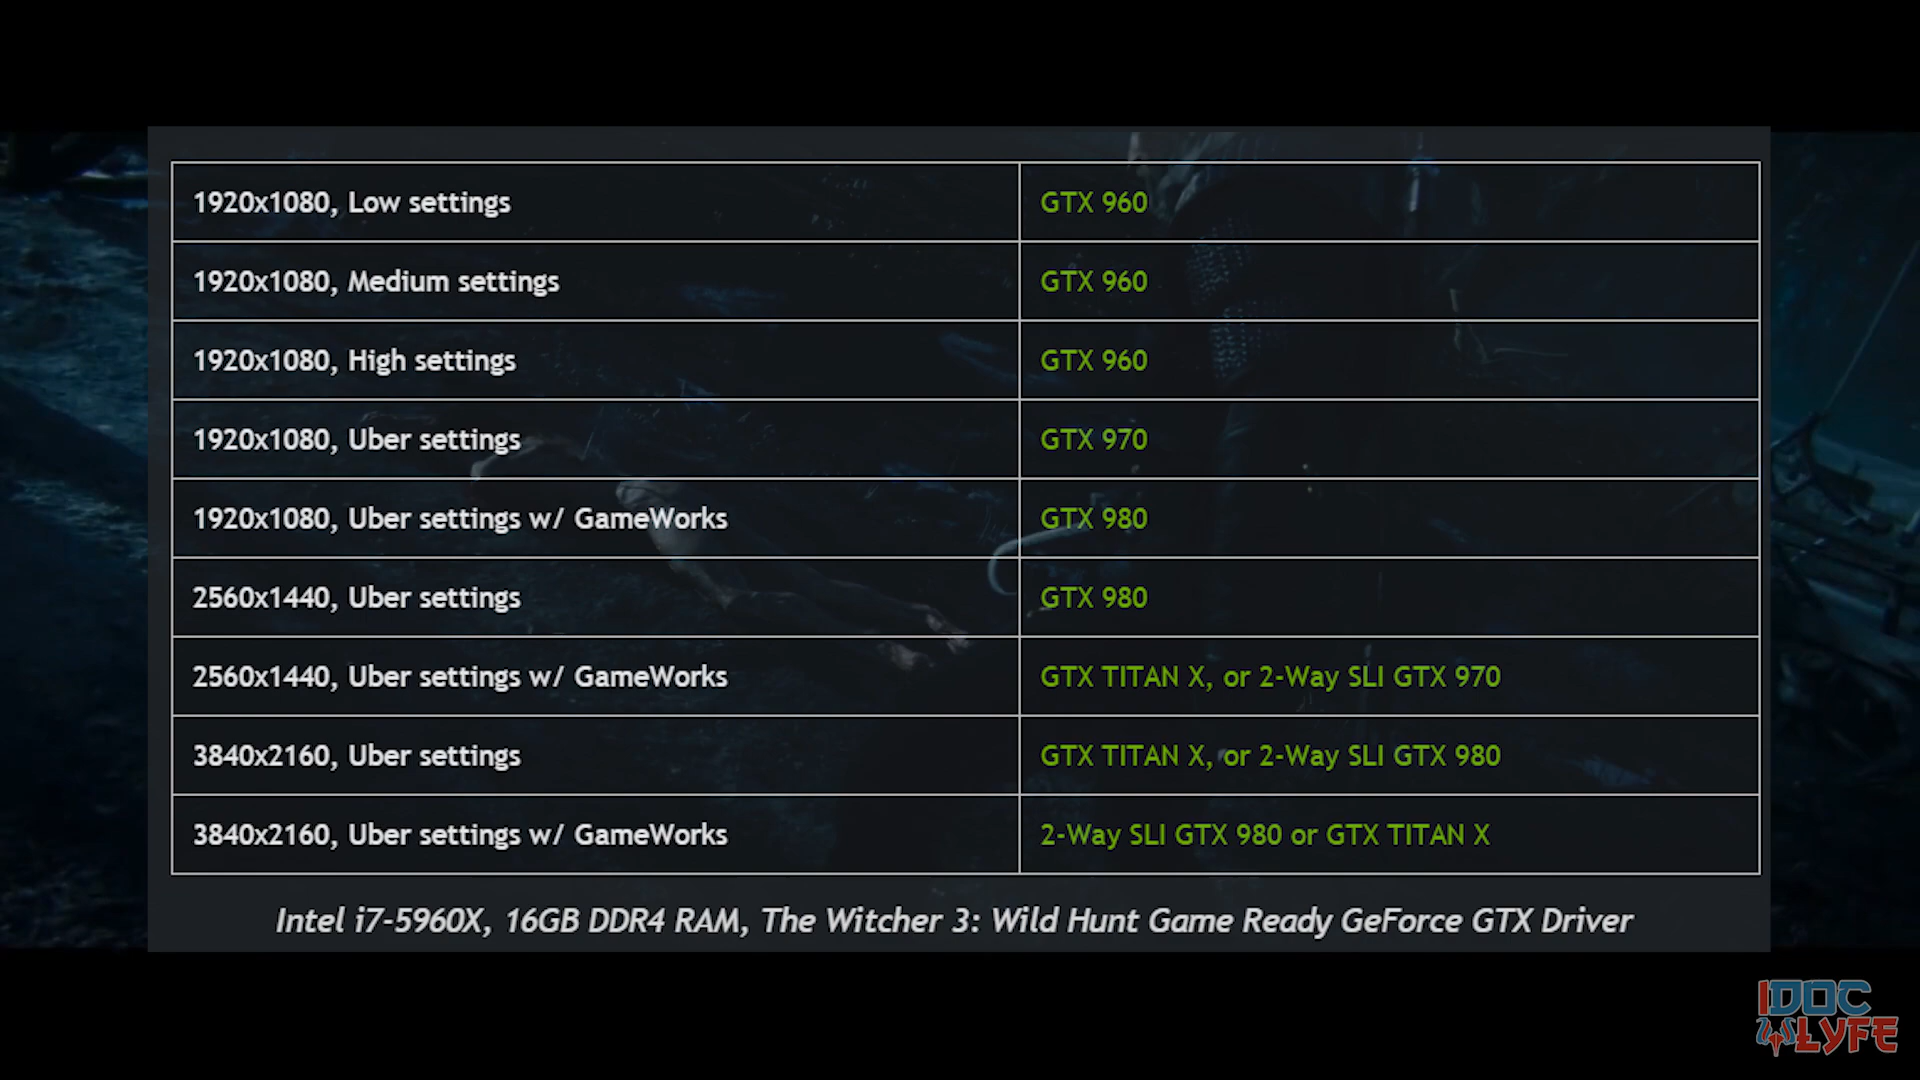 1920x1080, Low settings GTX 960
1920x1080, Medium settings GTX 960
1920x1080, High settings GTX 960
1920x1080, Uber settings GTX 970
1920x1080, Uber settings w/ GameWorks GTX 980
2560x1440, Uber settings GTX 980
2560x1440, Uber settings w/ GameWorks GTX TITAN X, or 2-Way SLI GTX 970
3840x2160, Uber settings GTX TITAN X, or 2-Way SLI GTX 980
3840x2160, Uber settings w/ GameWorks 2-Way SLI GTX 980 or GTX TITAN X
Intel i7-5960X, 16GB DDR4 RAM, The Witcher 3: Wild Hunt Game Ready GeForce GTX Driver
IDOC
LYFE